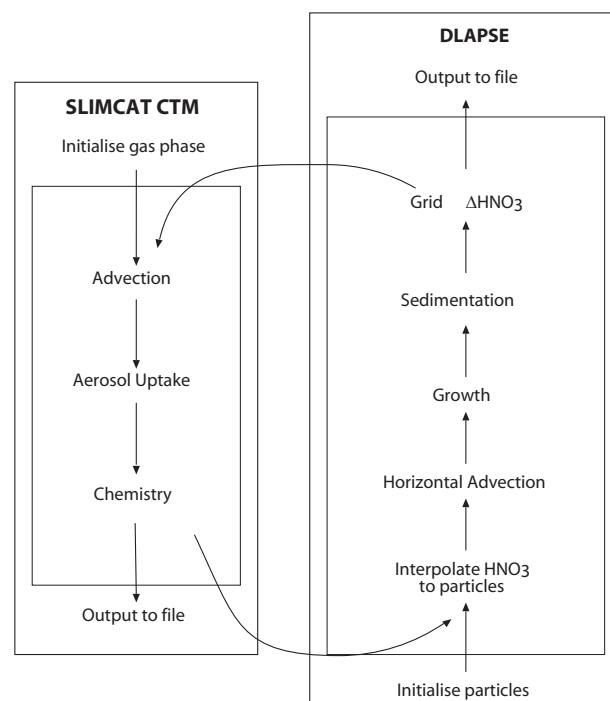 SLIMCAT CTM
Initialise gas phase
Advection
Aerosol Uptake
Chemistry
Output to file
DLAPSE
Output to file
Grid ΔHNO3
Sedimentation
Growth
Horizontal Advection
Interpolate HNO3
to particles
Initialise particles